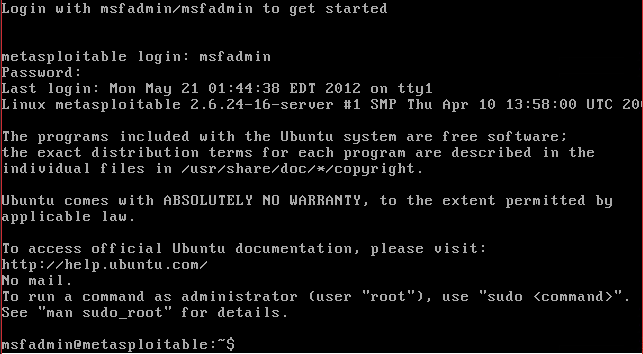 Login with msfadmin/msfadmin to get started
metasploitable login: msfadmin
Password:
Last login: Mon May 21 01:44:38 EDT 2012 on tty1
Linux metasploitable 2.6.24-16-server #1 SMP Thu Apr 10 13:58:00 UTC 200
The programs included with the Ubuntu system are free software;
the exact distribution terms for each program are described in the
individual files in /usr/share/doc/*/copyright.
Ubuntu comes with ABSOLUTELY NO WARRANTY, to the extent permitted by
applicable law.
To access official Ubuntu documentation, please visit:
http://help.ubuntu.com/
No mail.
To run a command as administrator (user "root"), use "sudo <command>".
See "man sudo_root" for details.
msfadmin@metasploitable:~$